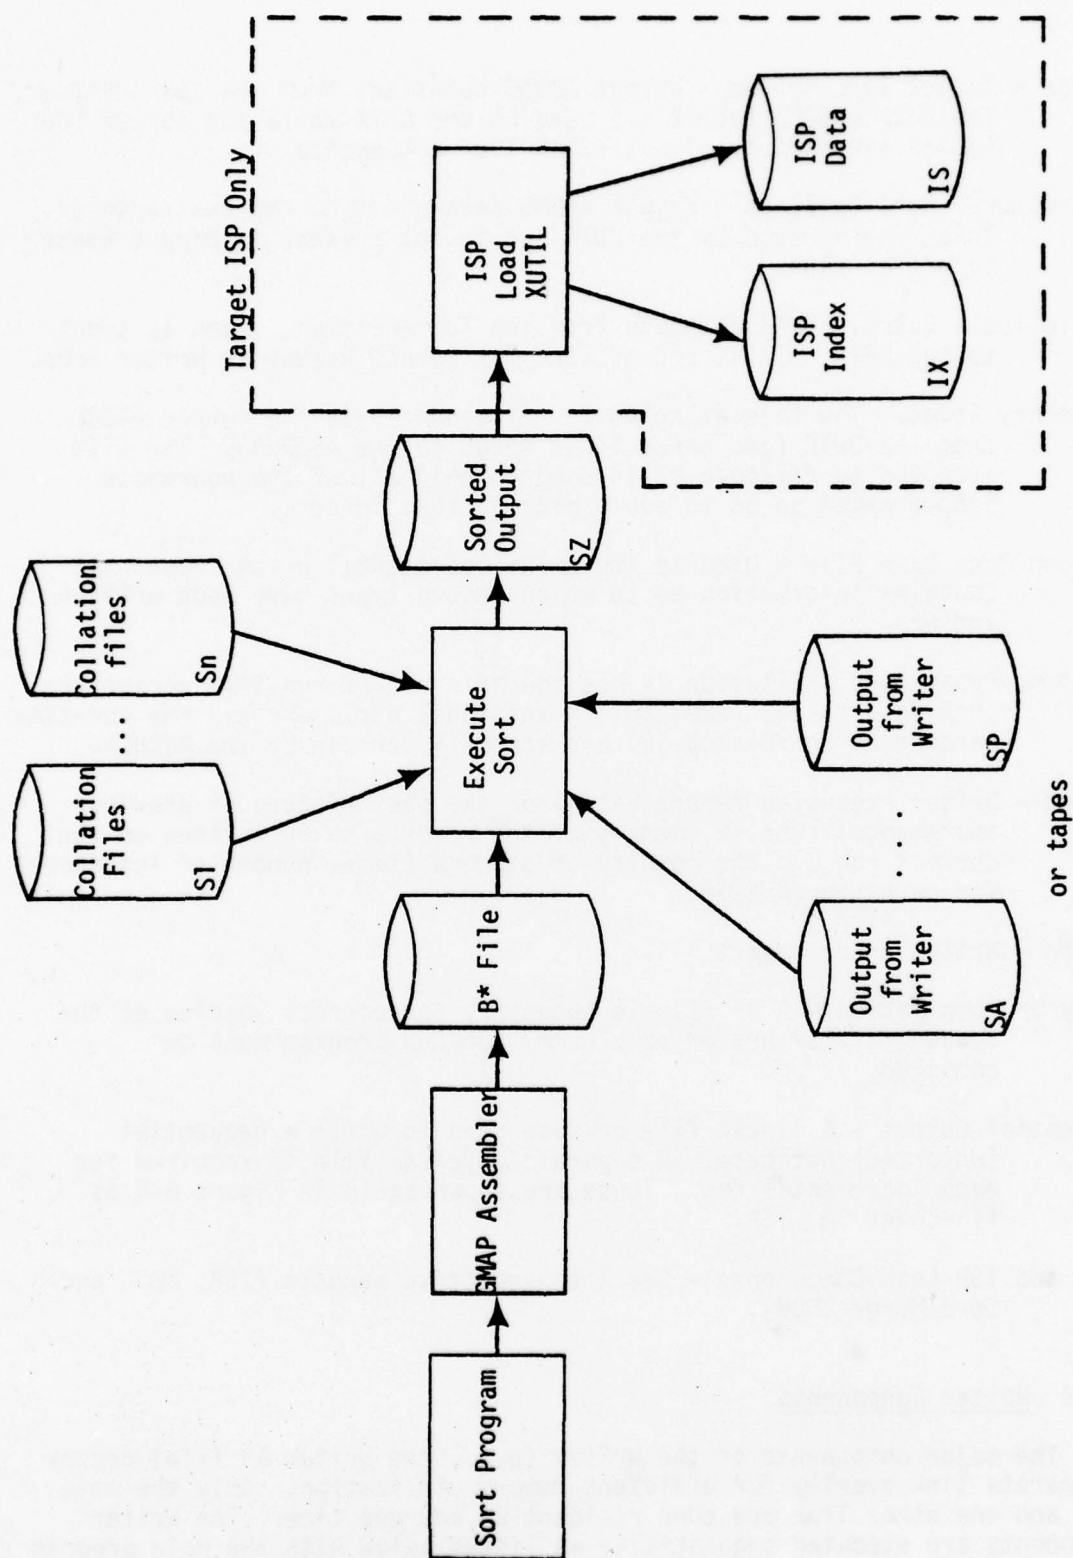 Collation
Files
S1
...
Collation
files
Sn
Target ISP Only
Sort Program
GMAP Assembler
B* File
Execute
Sort
Sorted
Output
SZ
ISP
Load
XUTIL
Output
from
Writer
SA
....
Output
from
Writer
SP
ISP
Index
IX
ISP
Data
IS
or tapes